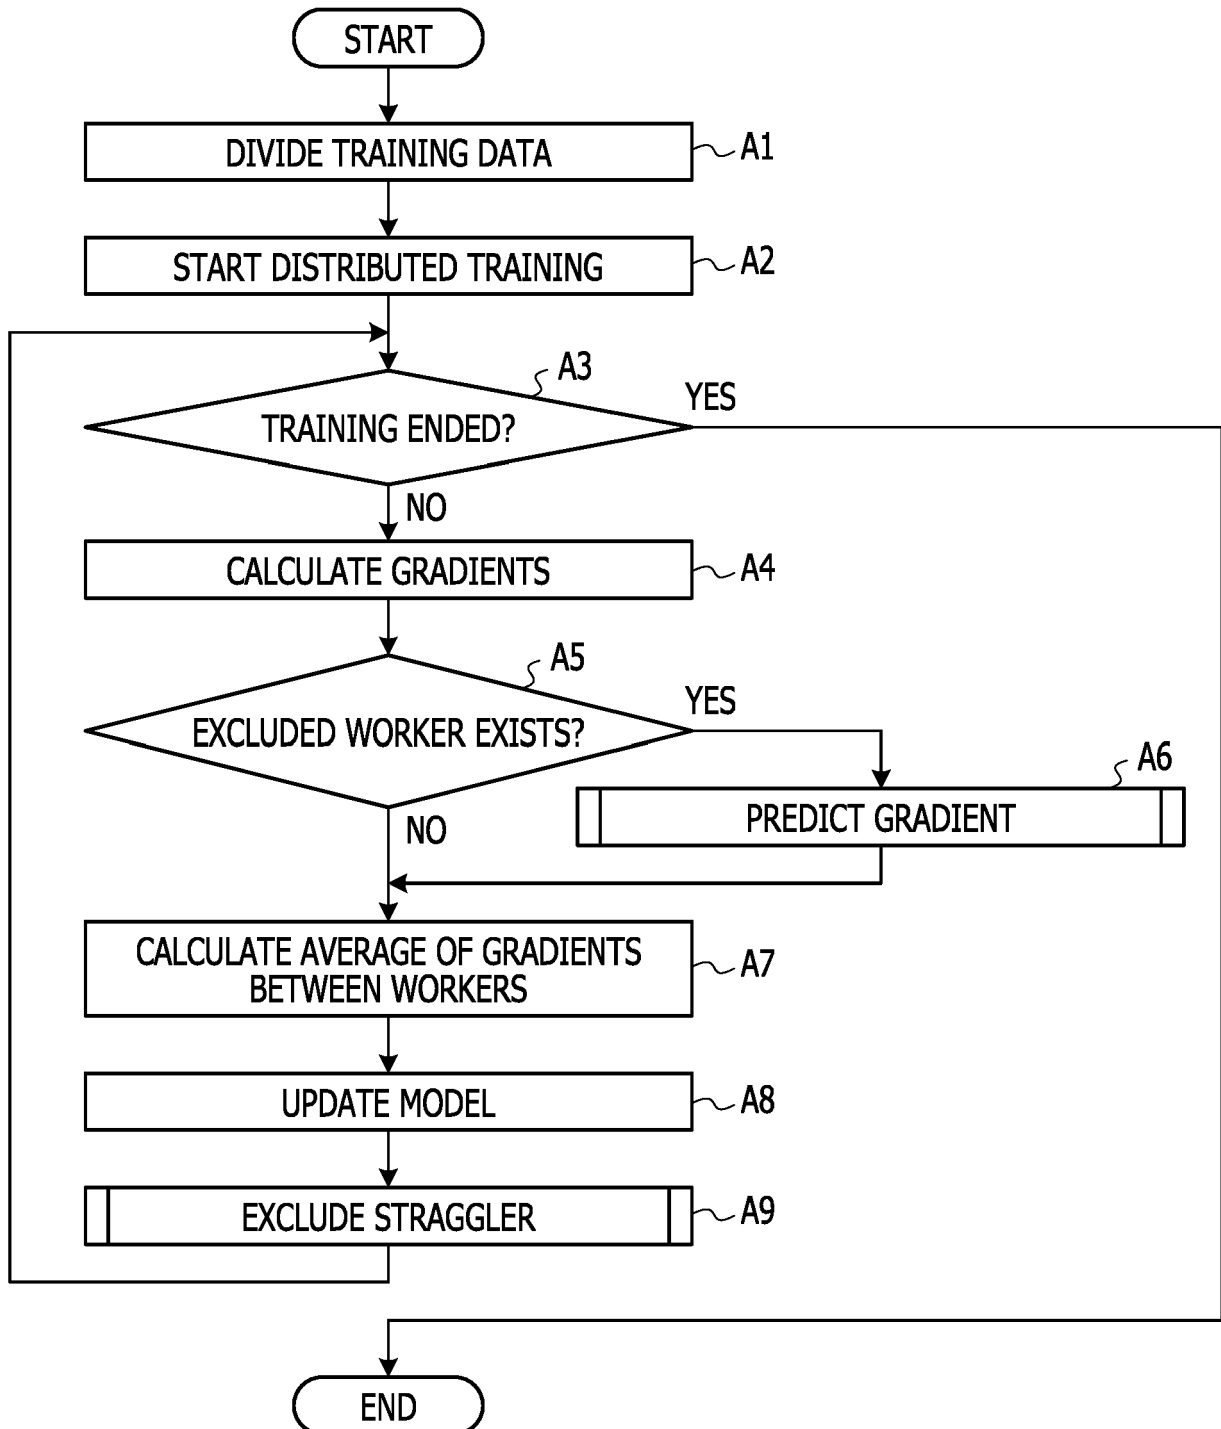 START
DIVIDE TRAINING DATA
A1
START DISTRIBUTED TRAINING
A2
A3
TRAINING ENDED?
YES
NO
CALCULATE GRADIENTS
A4
A5
EXCLUDED WORKER EXISTS?
YES
A6
PREDICT GRADIENT
NO
CALCULATE AVERAGE OF GRADIENTS
BETWEEN WORKERS
A7
UPDATE MODEL
A8
EXCLUDE STRAGGLER
A9
END